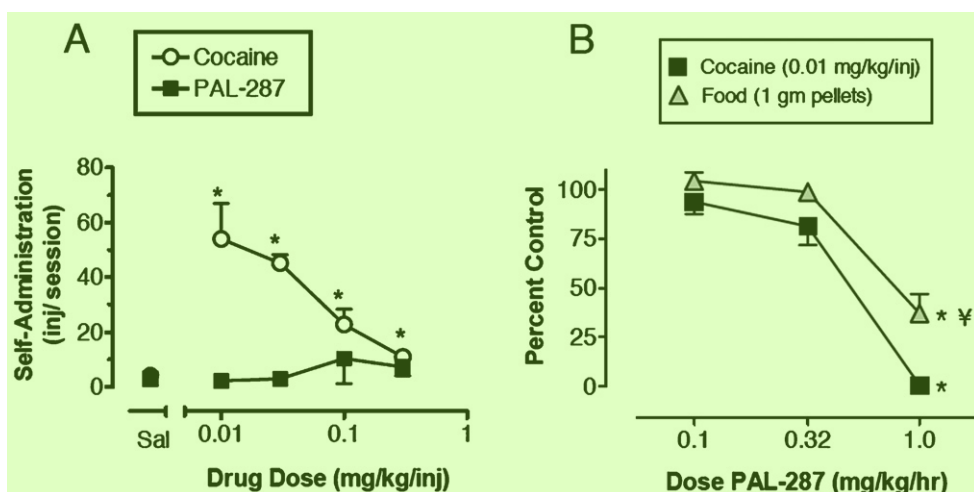 A
Cocaine
PAL-287
Self-Administration
(inj/session)
80
60
40
20
0
*
*
*
*
Sal
0.01
0.1
1
Drug Dose (mg/kg/inj)
B
Cocaine (0.01 mg/kg/inj)
Food (1 gm pellets)
Percent Control
100
75
50
25
0
* ¥
*
0.1
0.32
1.0
Dose PAL-287 (mg/kg/hr)